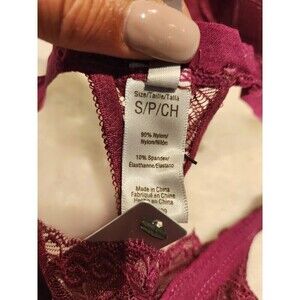 Size/Taille/Talla
S/P/CH
90% Nylon/
Nylon/Nilón
10% Spandex/
Élasthanne/Elastano
Made in China
Fabriqué en Chine
Hecho en China